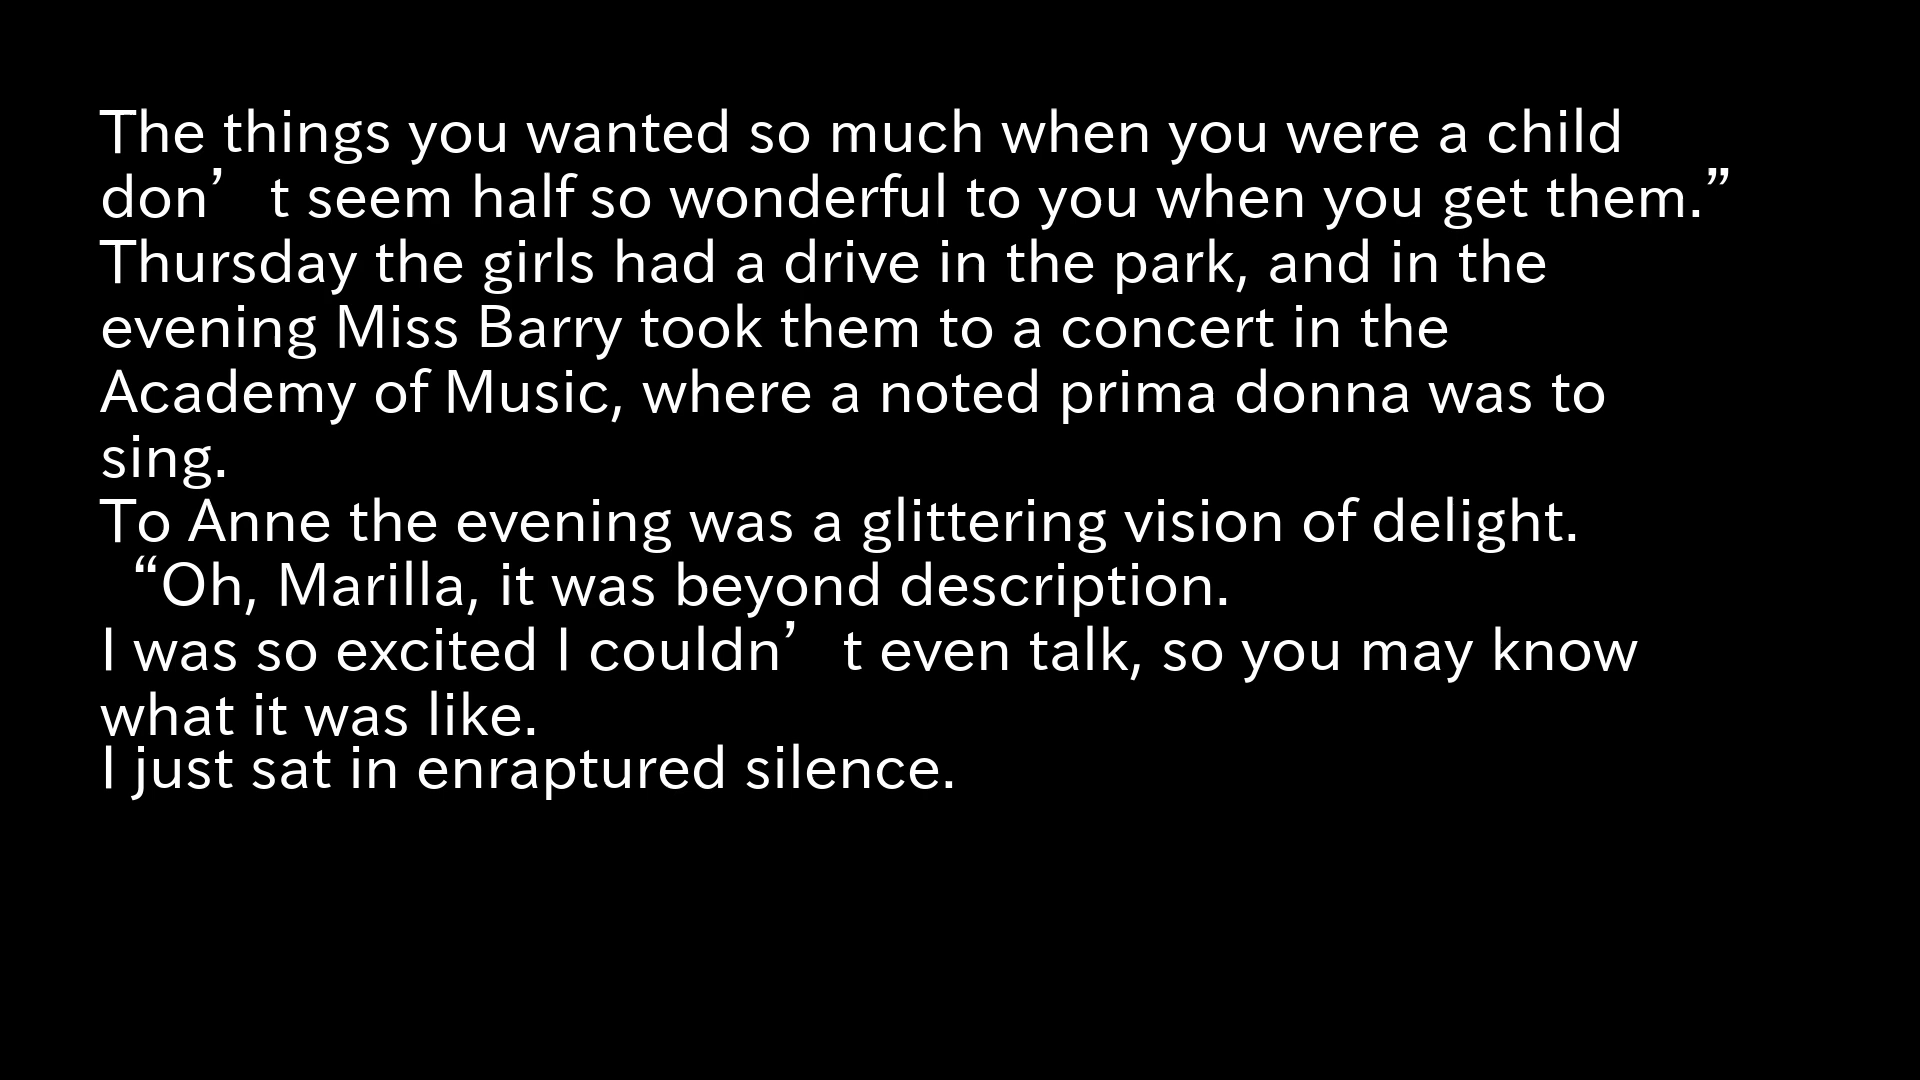 The things you wanted so much when you were a child
don’t seem half so wonderful to you when you get them.”
Thursday the girls had a drive in the park, and in the
evening Miss Barry took them to a concert in the
Academy of Music, where a noted prima donna was to
sing.
To Anne the evening was a glittering vision of delight.
“Oh, Marilla, it was beyond description.
I was so excited I couldn’t even talk, so you may know
what it was like.
I just sat in enraptured silence.